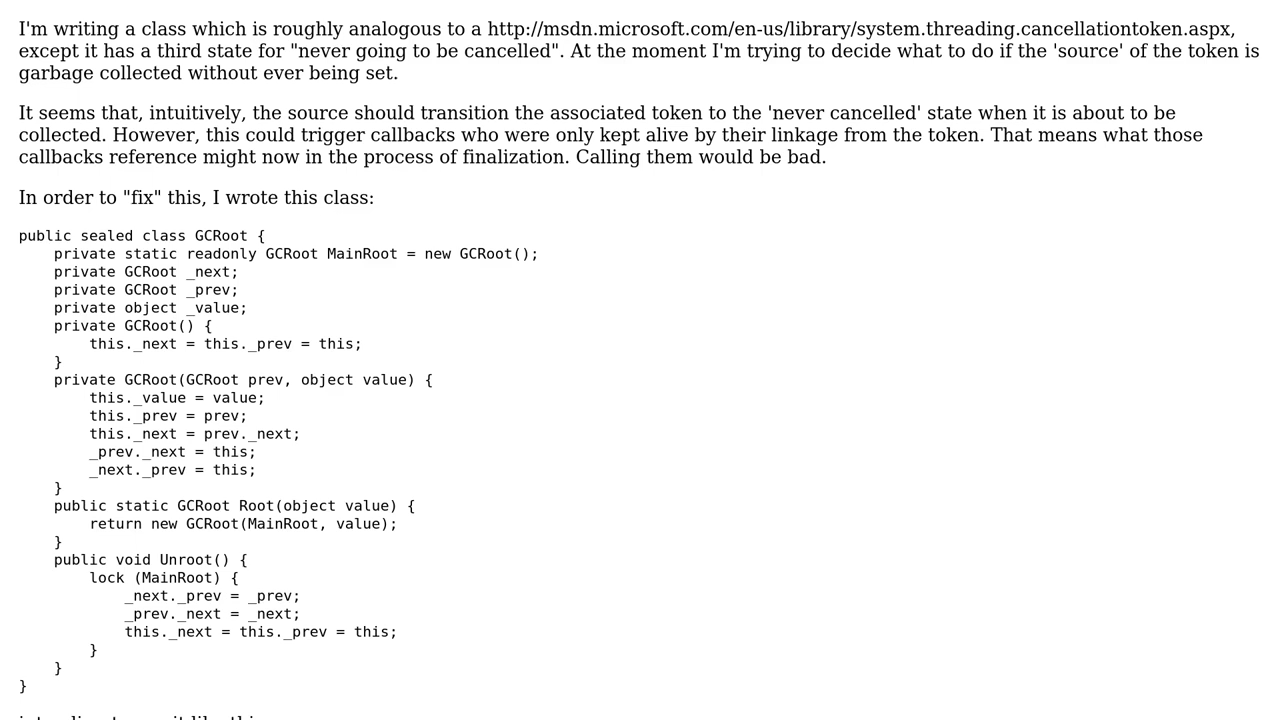 I'm writing a class which is roughly analogous to a http://msdn.microsoft.com/en-us/library/system.threading.cancellationtoken.aspx,
except it has a third state for "never going to be cancelled". At the moment I'm trying to decide what to do if the 'source' of the token is
garbage collected without ever being set.
It seems that, intuitively, the source should transition the associated token to the 'never cancelled' state when it is about to be
collected. However, this could trigger callbacks who were only kept alive by their linkage from the token. That means what those
callbacks reference might now in the process of finalization. Calling them would be bad.
In order to "fix" this, I wrote this class:
public sealed class GCRoot {
    private static readonly GCRoot MainRoot = new GCRoot();
    private GCRoot _next;
    private GCRoot _prev;
    private object _value;
    private GCRoot() {
        this._next = this._prev = this;
    }
    private GCRoot(GCRoot prev, object value) {
        this._value = value;
        this._prev = prev;
        this._next = prev._next;
        _prev._next = this;
        _next._prev = this;
    }
    public static GCRoot Root(object value) {
        return new GCRoot(MainRoot, value);
    }
    public void Unroot() {
        lock (MainRoot) {
            _next._prev = _prev;
            _prev._next = _next;
            this._next = this._prev = this;
        }
    }
}